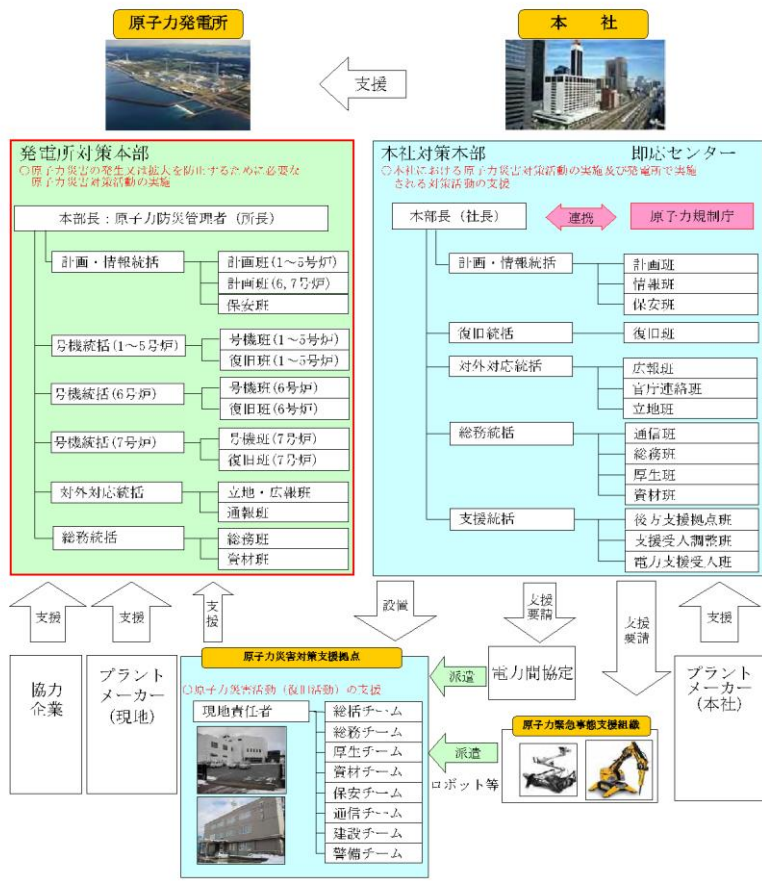 原子力発電所
本　社
支援
発電所対策本部
○原子力災害の発生又は拡大を防止するために必要な
原子力災害対策活動の実施
本部長：原子力防災管理者（所長）
計画・情報統括
計画班(1～5号炉)
計画班(6,7号炉)
保安班
号機統括(1～5号炉)
号機班(1～5号炉)
復旧班(1～5号炉)
号機統括(6号炉)
号機班(6号炉)
復旧班(6号炉)
号機統括(7号炉)
号機班(7号炉)
復旧班(7号炉)
対外対応統括
立地・広報班
通報班
総務統括
総務班
資材班
本社対策本部
即応センター
○本社における原子力災害対策活動の実施及び発電所で実施
される対策活動の支援
本部長（社長）
連携
原子力規制庁
計画・情報統括
計画班
情報班
保安班
復旧統括
復旧班
対外対応統括
広報班
官庁連絡班
立地班
総務統括
通信班
総務班
厚生班
資材班
支援統括
後方支援拠点班
支援受入調整班
電力支援受入班
支援
支援
支援
設置
支援
要請
支援
要請
支援
協力
企業
プラント
メーカー
(現地)
原子力災害対策支援拠点
○原子力災害活動（復旧活動）の支援
現地責任者
総括チーム
総務チーム
厚生チーム
資材チーム
保安チーム
通信チーム
建設チーム
警備チーム
派遣
電力間協定
派遣
ロボット等
原子力緊急事態支援組織
プラント
メーカー
(本社)